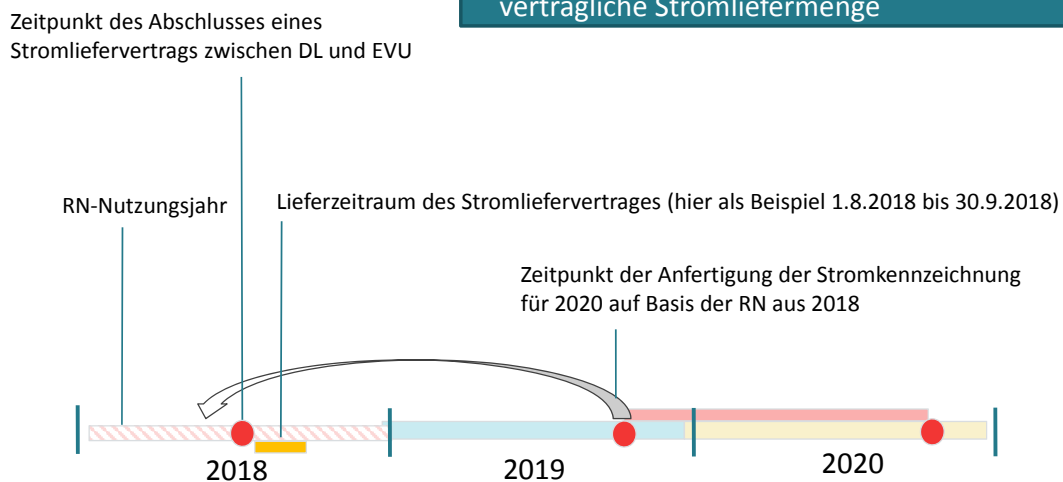 vertragliche Stromliefermenge
Zeitpunkt des Abschlusses eines
Stromliefervertrags zwischen DL und EVU
RN-Nutzungsjahr
Lieferzeitraum des Stromliefervertrages (hier als Beispiel 1.8.2018 bis 30.9.2018)
Zeitpunkt der Anfertigung der Stromkennzeichnung
für 2020 auf Basis der RN aus 2018
2018
2019
2020